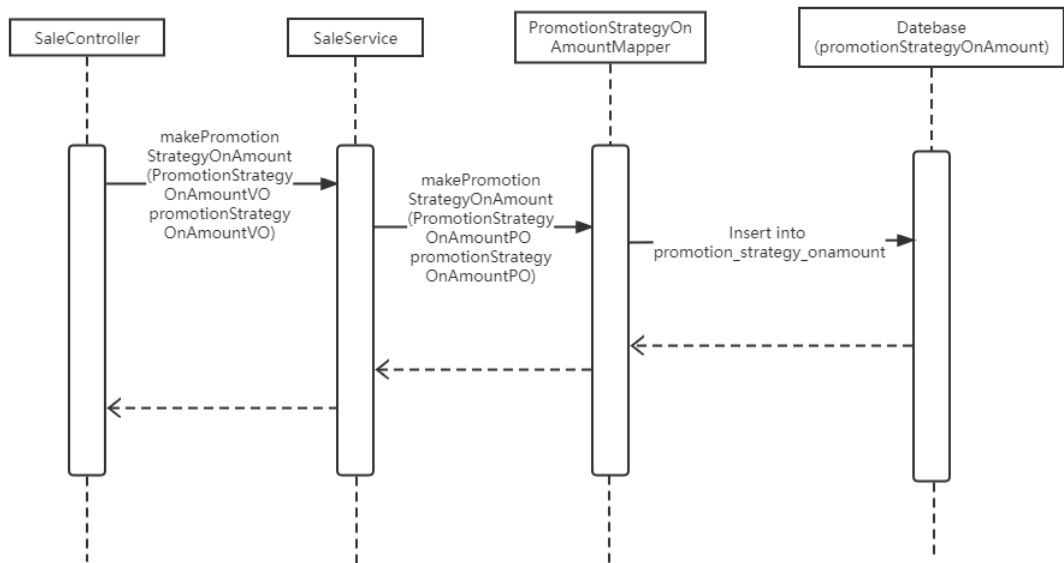 SaleController
SaleService
PromotionStrategyOn
AmountMapper
Datebase
(promotionStrategyOnAmount)
makePromotion
StrategyOnAmount
(PromotionStrategy
OnAmountVO
promotionStrategy
OnAmountVO)
makePromotion
StrategyOnAmount
(PromotionStrategy
OnAmountPO
promotionStrategy
OnAmountPO)
Insert into
promotion_strategy_onamount